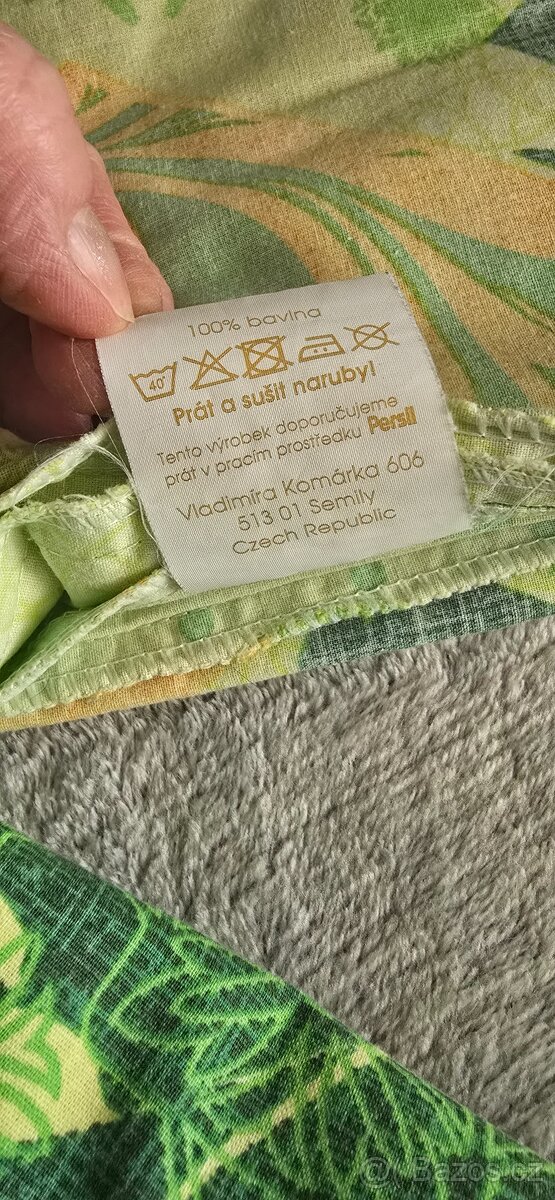 100% bavlna
40°
Prát a sušit naruby!
Tento výrobek doporučujeme
prát v pracím prostředku Persil
Vladimíra Komárka 606
513 01 Semily
Czech Republic
Bazos.cz